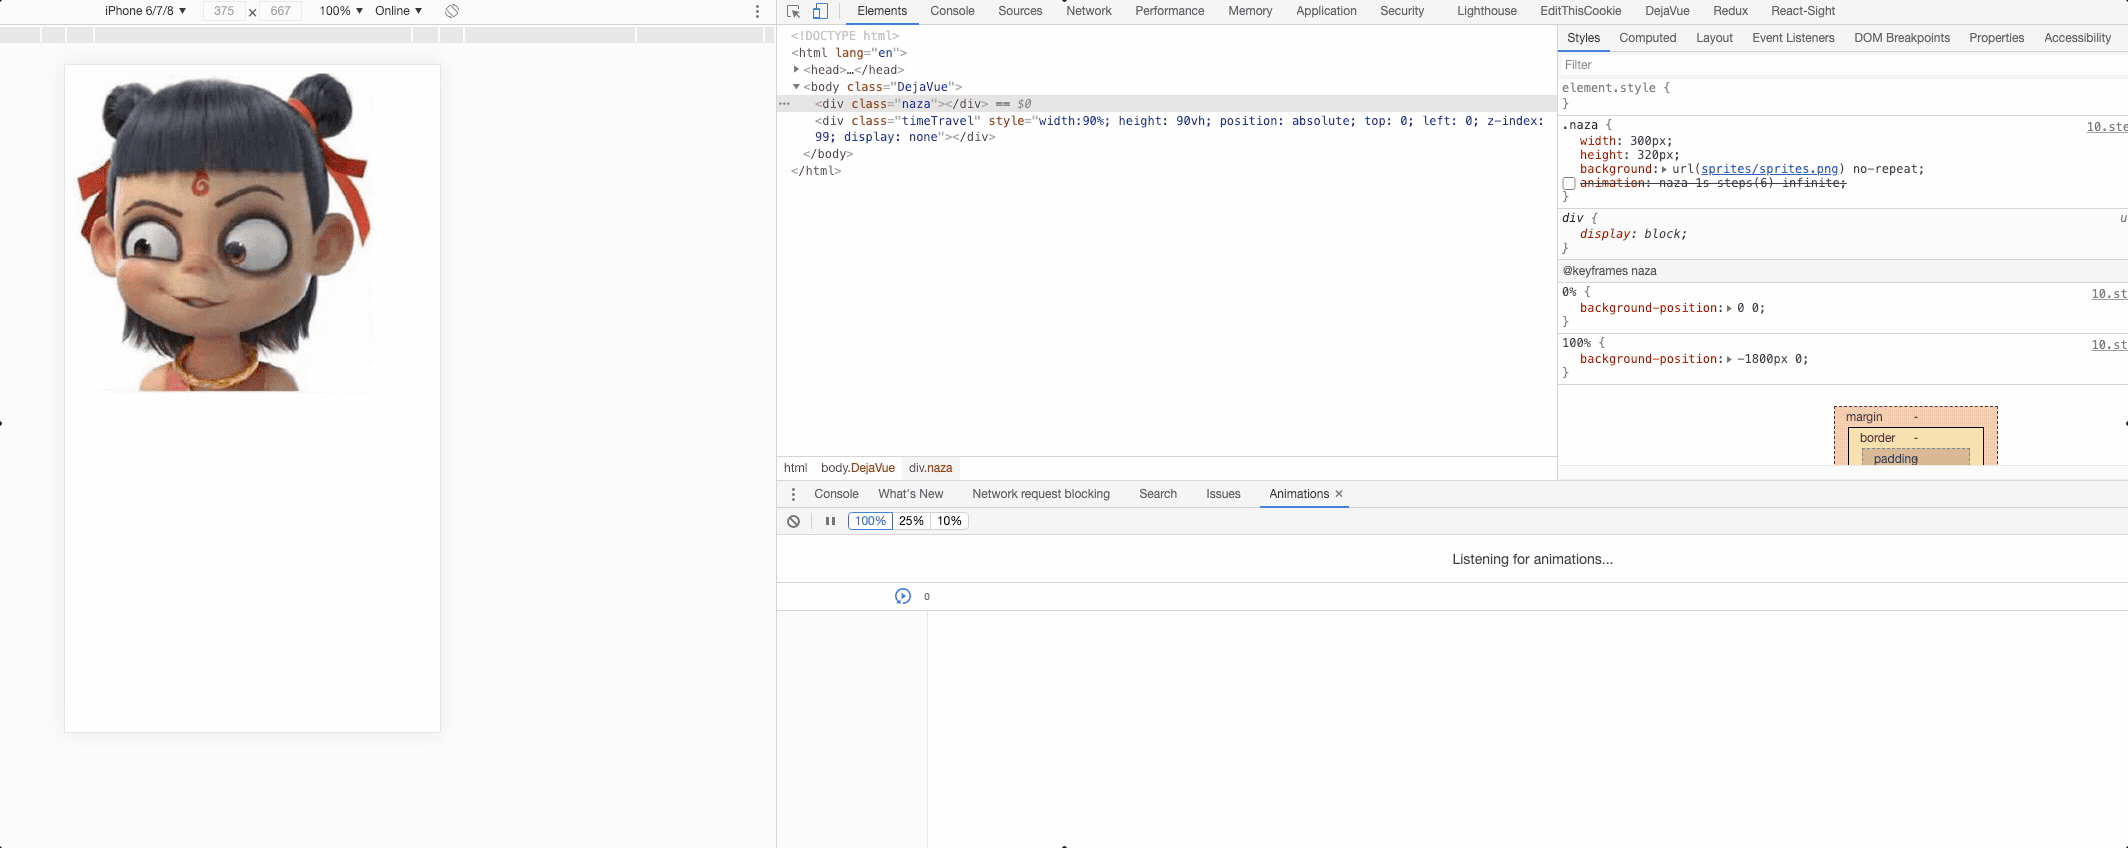 iPhone 6/7/8 ▼ 375 × 667 100% ▼ Online ▼
Elements Console Sources Network Performance Memory Application Security Lighthouse EditThisCookie DejaVue Redux React-Sight
<!DOCTYPE html>
<html lang="en">
<head>…</head>
<body class="DejaVue">
<div class="naza"></div> == $0
<div class="timeTravel" style="width:90%; height: 90vh; position: absolute; top: 0; left: 0; z-index:
99; display: none"></div>
</body>
</html>
html body.DejaVue div.naza
Styles Computed Layout Event Listeners DOM Breakpoints Properties Accessibility
Filter
element.style {
}
.naza { 10.ste
width: 300px;
height: 320px;
background: url(sprites/sprites.png) no-repeat;
animation: naza 1s steps(6) infinite;
}
div { u
display: block;
}
@keyframes naza
0% { 10.st
background-position: 0 0;
}
100% { 10.st
background-position: -1800px 0;
}
margin -
border -
padding
Console What's New Network request blocking Search Issues Animations ×
100% 25% 10%
Listening for animations...
0